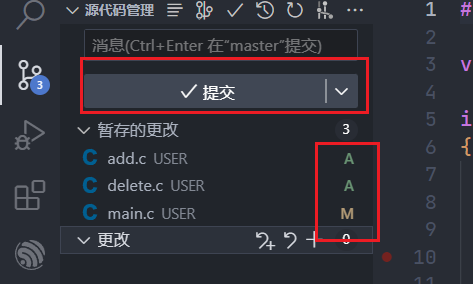 源代码管理
消息(Ctrl+Enter 在"master"提交)
提交
暂存的更改 3
add.c USER A
delete.c USER A
main.c USER M
更改 0
3
1 #
2
3 v
4
5 i
6 {
7
8
9
10
11